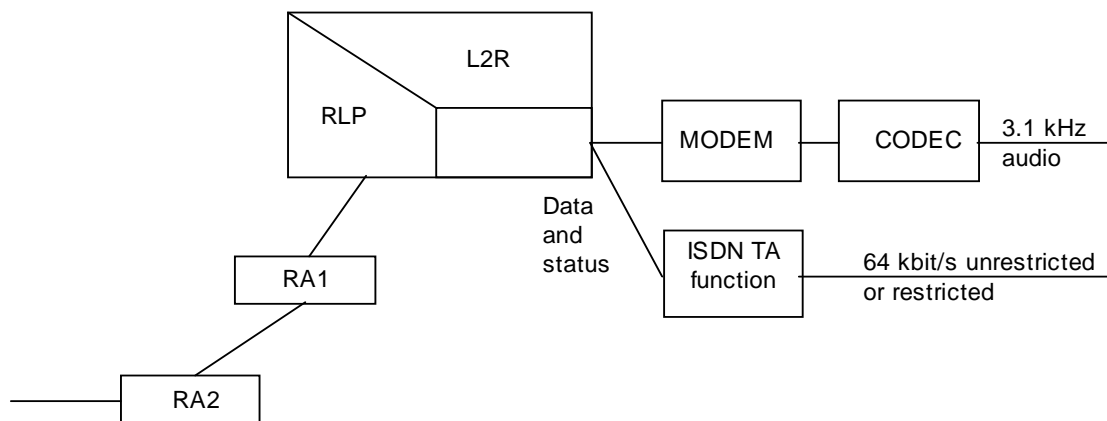 L2R
RLP
MODEM
CODEC
3.1 kHz
audio
Data
and
status
ISDN TA
function
64 kbit/s unrestricted
or restricted
RA1
RA2